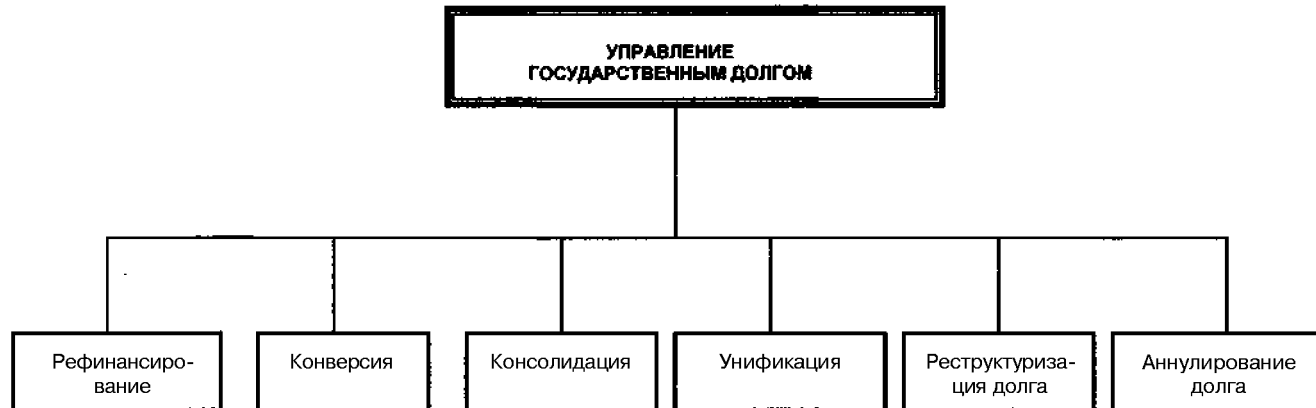 УПРАВЛЕНИЕ
ГОСУДАРСТВЕННЫМ ДОЛГОМ
Рефинансиро-
вание
Конверсия
Консолидация
Унификация
Реструктуриза-
ция долга
Аннулирование
долга